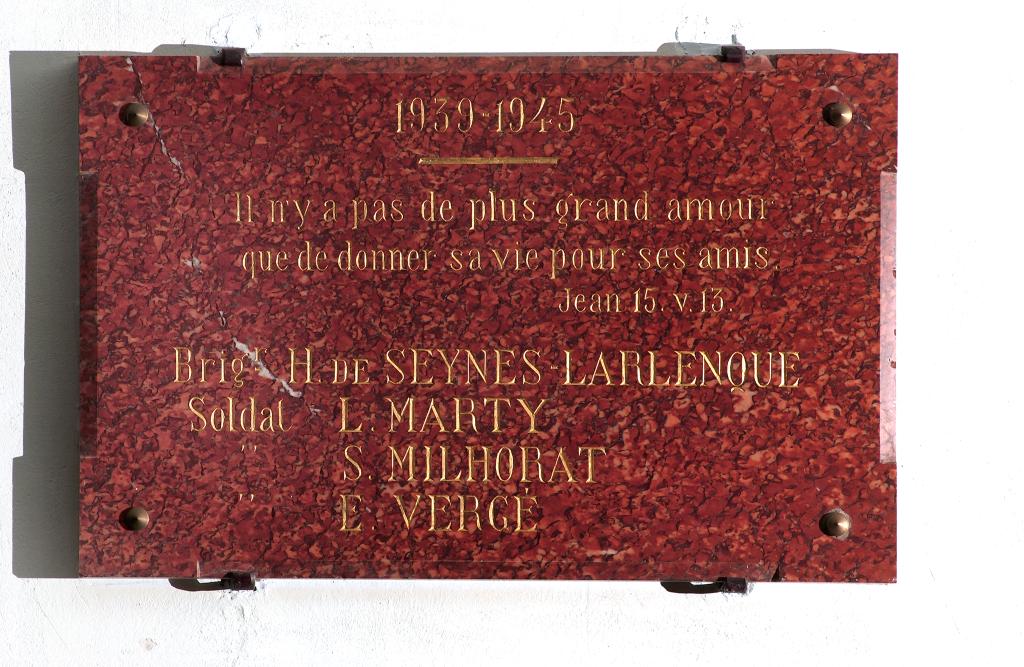 1939-1945
Il n'y a pas de plus grand amour
que de donner sa vie pour ses amis.
Jean 15. v. 13.
Brigʳ. H. DE SEYNES-LARLENQUE
Soldat L. MARTY
" S. MILHORAT
" E. VERGÉ